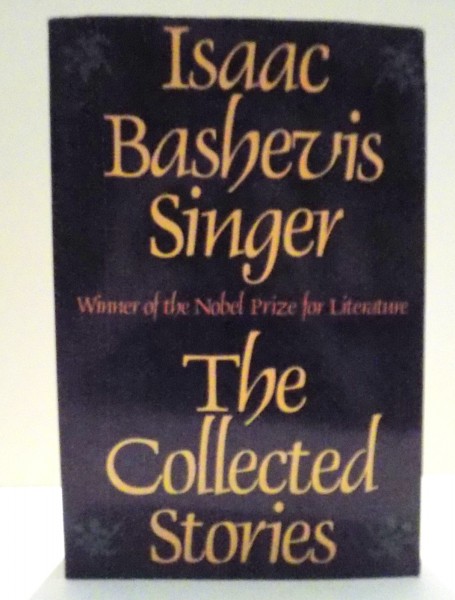 Isaac
Bashevis
Singer
Winner of the Nobel Prize for Literature
The
Collected
Stories